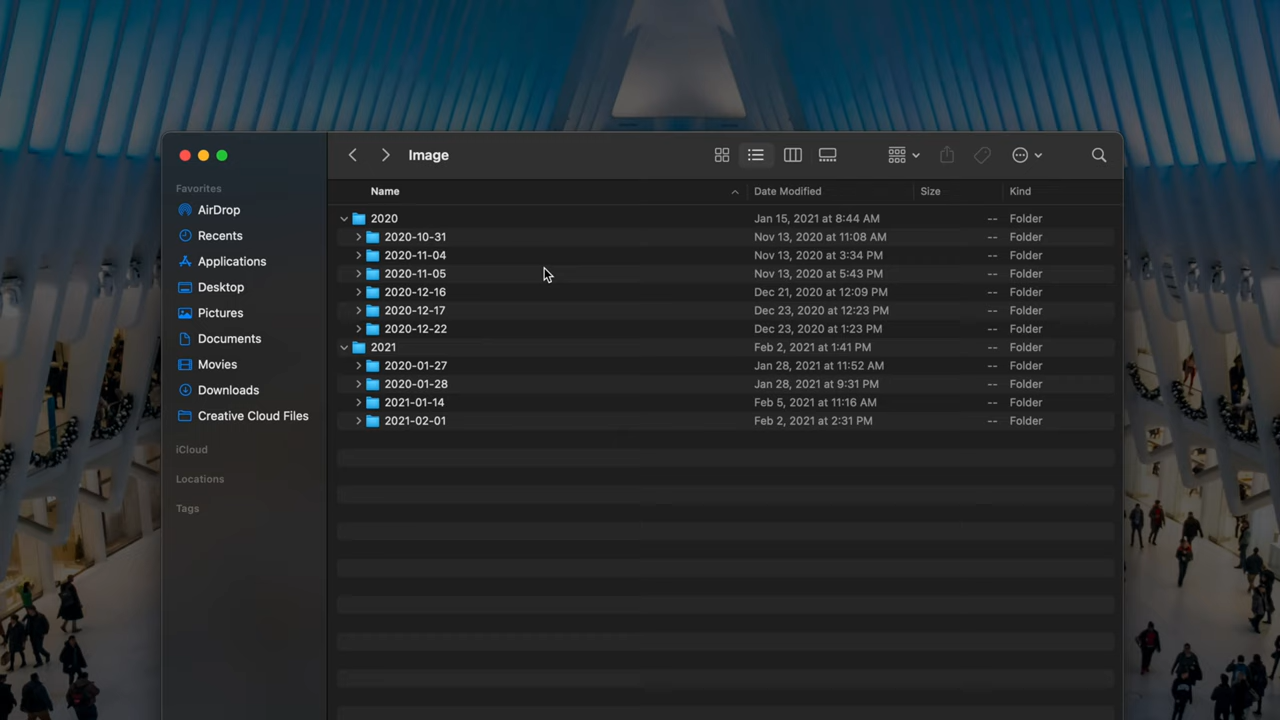 Image
Favorites
AirDrop
Recents
Applications
Desktop
Pictures
Documents
Movies
Downloads
Creative Cloud Files
iCloud
Locations
Tags
Name Date Modified Size Kind
2020 Jan 15, 2021 at 8:44 AM -- Folder
2020-10-31 Nov 13, 2020 at 11:08 AM -- Folder
2020-11-04 Nov 13, 2020 at 3:34 PM -- Folder
2020-11-05 Nov 13, 2020 at 5:43 PM -- Folder
2020-12-16 Dec 21, 2020 at 12:09 PM -- Folder
2020-12-17 Dec 23, 2020 at 12:23 PM -- Folder
2020-12-22 Dec 23, 2020 at 1:23 PM -- Folder
2021 Feb 2, 2021 at 1:41 PM -- Folder
2020-01-27 Jan 28, 2021 at 11:52 AM -- Folder
2020-01-28 Jan 28, 2021 at 9:31 PM -- Folder
2021-01-14 Feb 5, 2021 at 11:16 AM -- Folder
2021-02-01 Feb 2, 2021 at 2:31 PM -- Folder